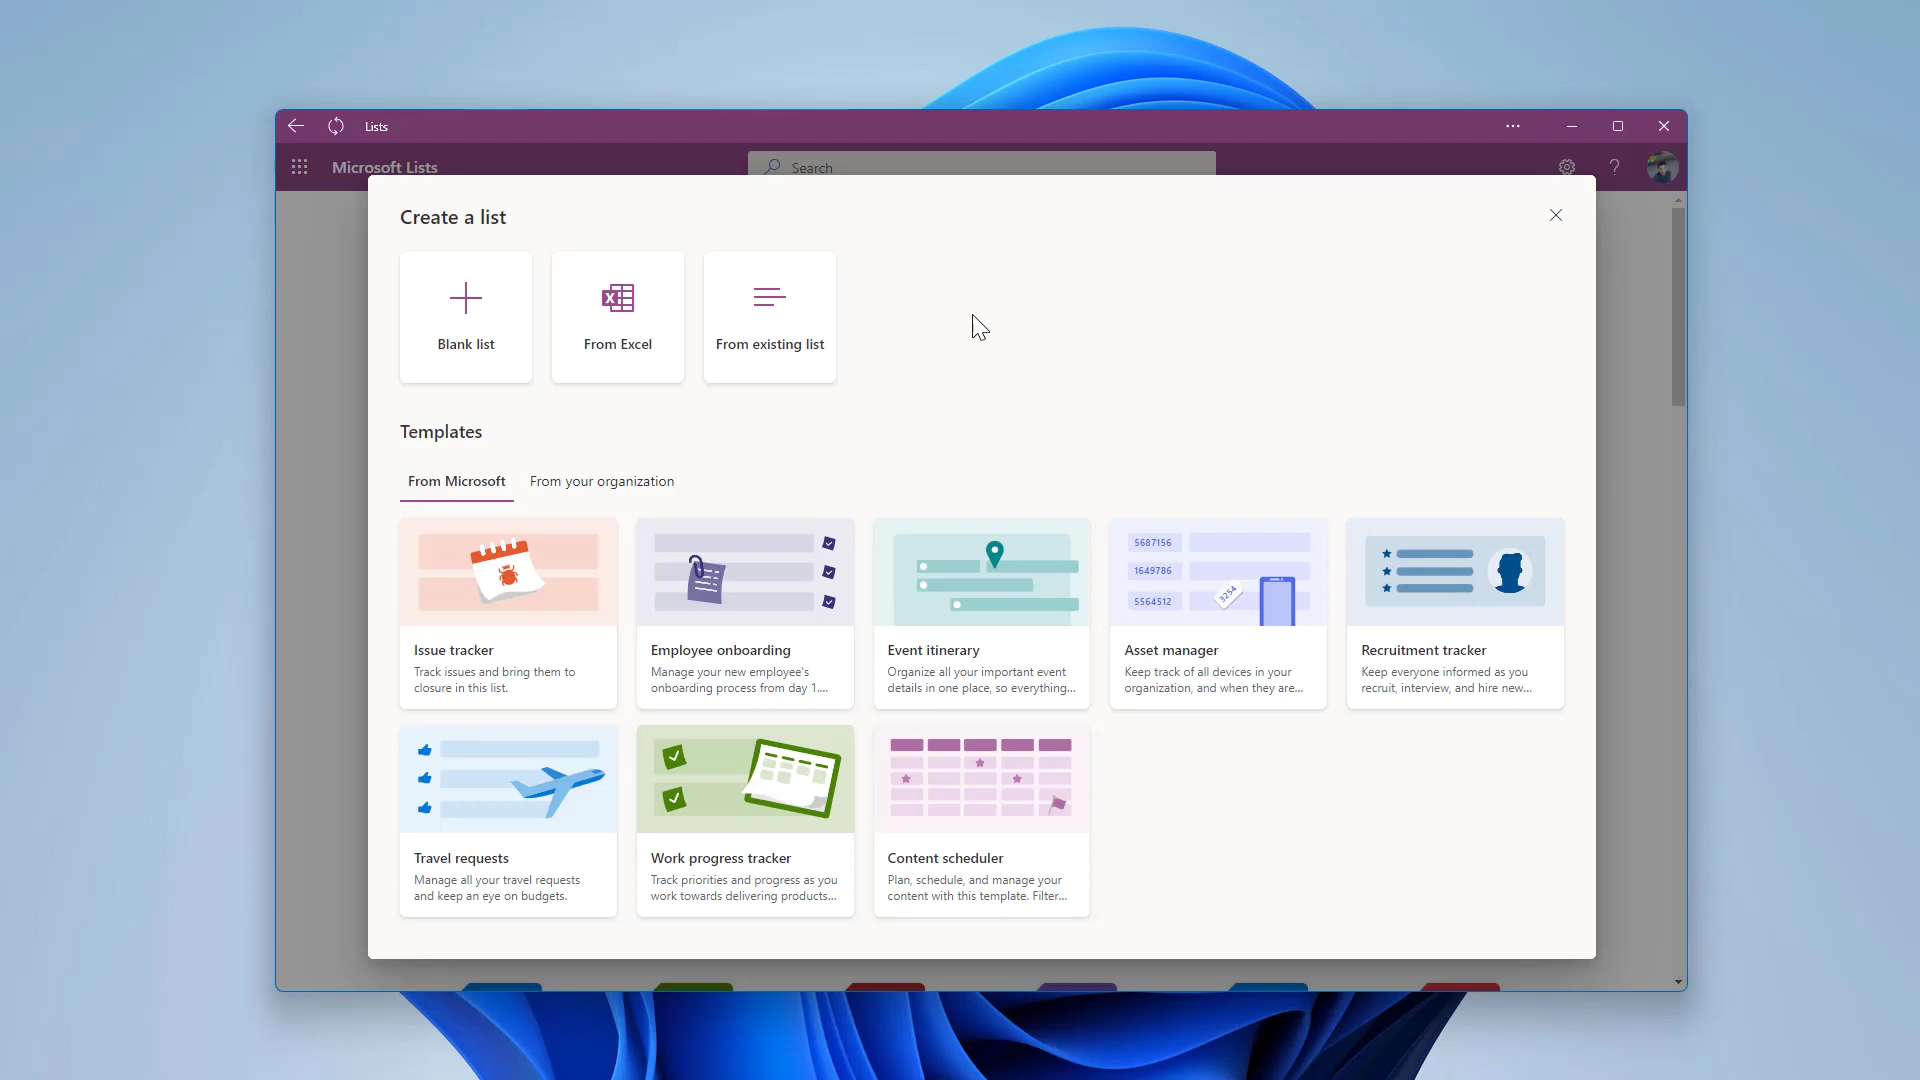 Lists
Microsoft Lists
Search
Create a list
Blank list
From Excel
From existing list
Templates
From Microsoft
From your organization
5687156
1649786
5564512
3254
Issue tracker
Track issues and bring them to
closure in this list.
Employee onboarding
Manage your new employee's
onboarding process from day 1....
Event itinerary
Organize all your important event
details in one place, so everything...
Asset manager
Keep track of all devices in your
organization, and when they are...
Recruitment tracker
Keep everyone informed as you
recruit, interview, and hire new...
Travel requests
Manage all your travel requests
and keep an eye on budgets.
Work progress tracker
Track priorities and progress as you
work towards delivering products...
Content scheduler
Plan, schedule, and manage your
content with this template. Filter...